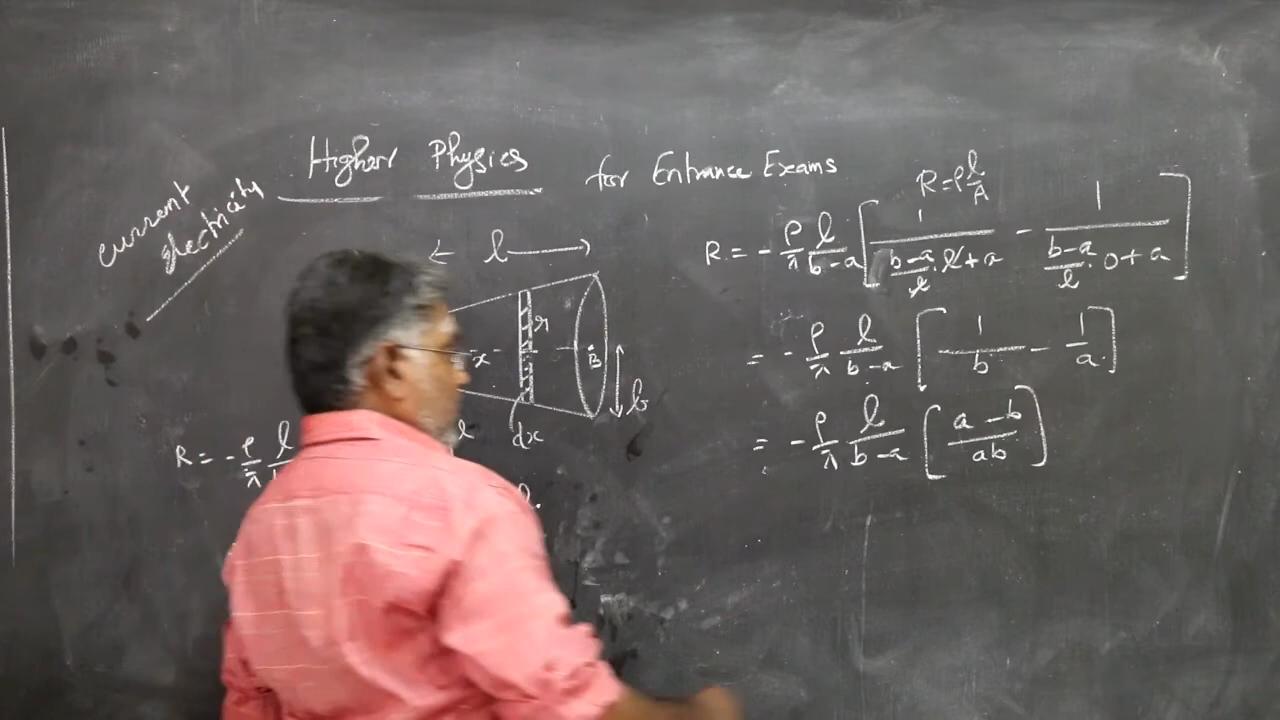 Higher Physics for Entrance Exams
current
electricity
l
r
x
B
b
dx
R = - ρ/π l/
l
R = ρ l/A
R = - ρ/π l/b-a [ 1/(b-a/l . l + a) - 1/(b-a/l . 0 + a) ]
= - ρ/π l/b-a [ 1/b - 1/a ]
= - ρ/π l/b-a [ a-b/ab ]